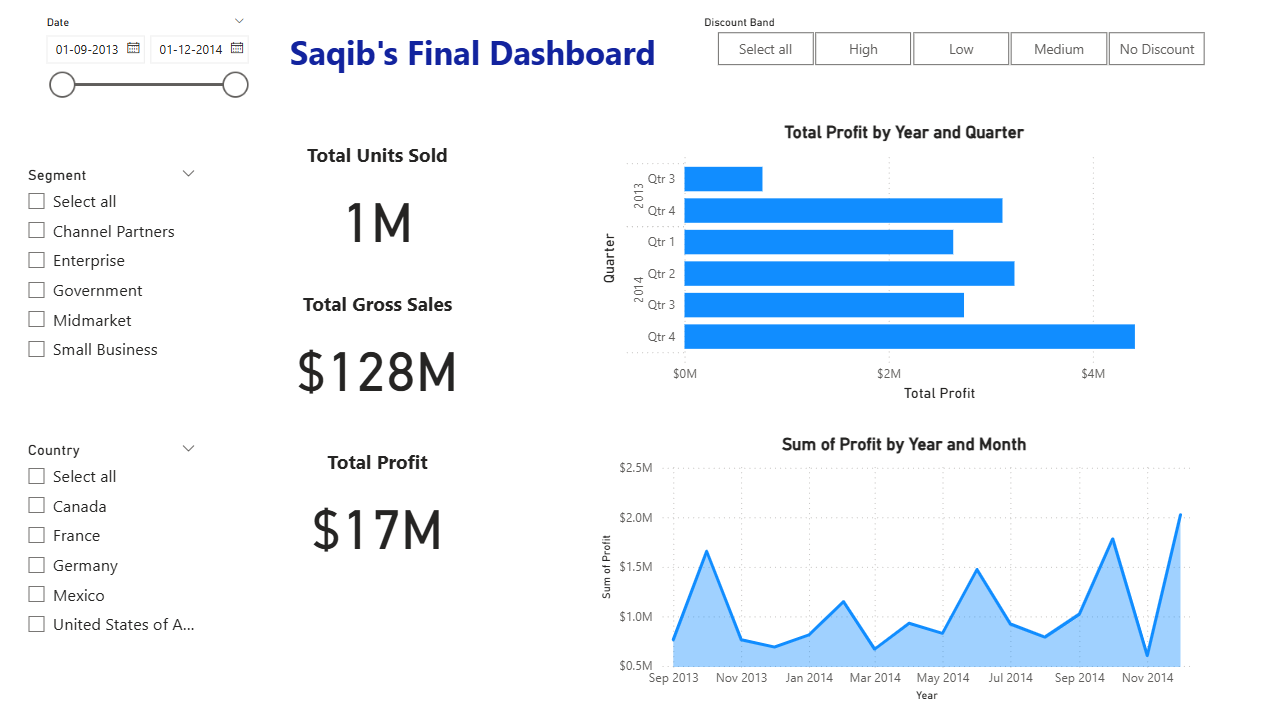 Date
01-09-2013
01-12-2014
Saqib's Final Dashboard
Discount Band
Select all
High
Low
Medium
No Discount
Segment
Select all
Channel Partners
Enterprise
Government
Midmarket
Small Business
Country
Select all
Canada
France
Germany
Mexico
United States of A...
Total Units Sold
1M
Total Gross Sales
$128M
Total Profit
$17M
Total Profit by Year and Quarter
Quarter
2013
Qtr 3
Qtr 4
2014
Qtr 1
Qtr 2
Qtr 3
Qtr 4
$0M
$2M
$4M
Total Profit
Sum of Profit by Year and Month
Sum of Profit
$2.5M
$2.0M
$1.5M
$1.0M
$0.5M
Sep 2013
Nov 2013
Jan 2014
Mar 2014
May 2014
Jul 2014
Sep 2014
Nov 2014
Year